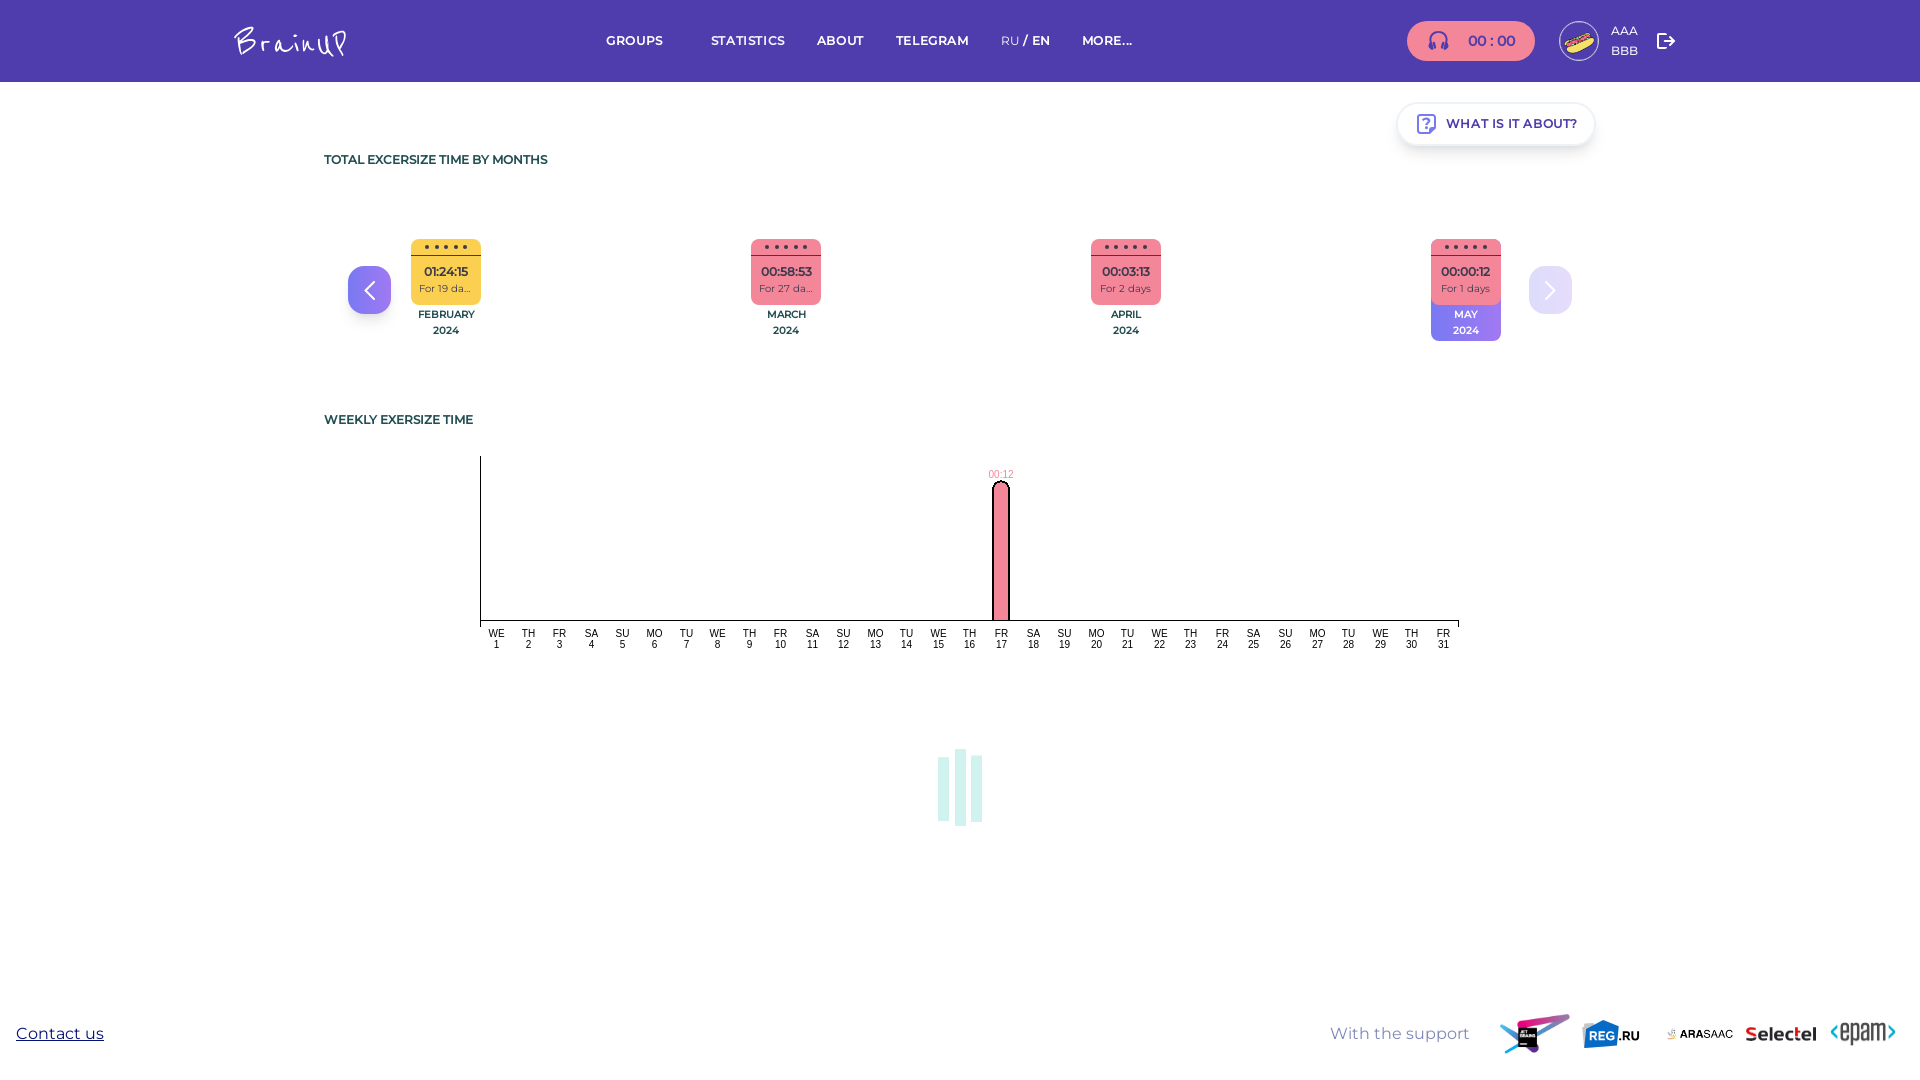 BrainUP
GROUPS STATISTICS ABOUT TELEGRAM RU / EN MORE...
00 : 00
AAA
BBB
WHAT IS IT ABOUT?
TOTAL EXCERSIZE TIME BY MONTHS
01:24:15
For 19 da...
FEBRUARY
2024
00:58:53
For 27 da...
MARCH
2024
00:03:13
For 2 days
APRIL
2024
00:00:12
For 1 days
MAY
2024
WEEKLY EXERSIZE TIME
00:12
WE TH FR SA SU MO TU WE TH FR SA SU MO TU WE TH FR SA SU MO TU WE TH FR SA SU MO TU WE TH FR
1 2 3 4 5 6 7 8 9 10 11 12 13 14 15 16 17 18 19 20 21 22 23 24 25 26 27 28 29 30 31
Contact us
With the support
JET
BRAINS
REG.RU
ARASAAC
Selectel
<epam>